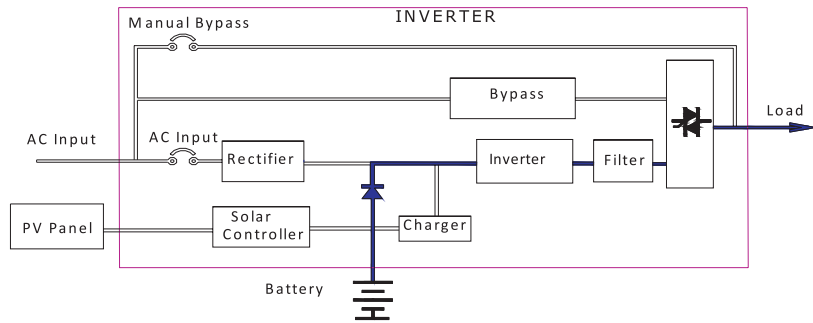 INVERTER
Manual Bypass
Bypass
Load
AC Input
AC Input
Rectifier
Inverter
Filter
PV Panel
Solar
Controller
Charger
Battery